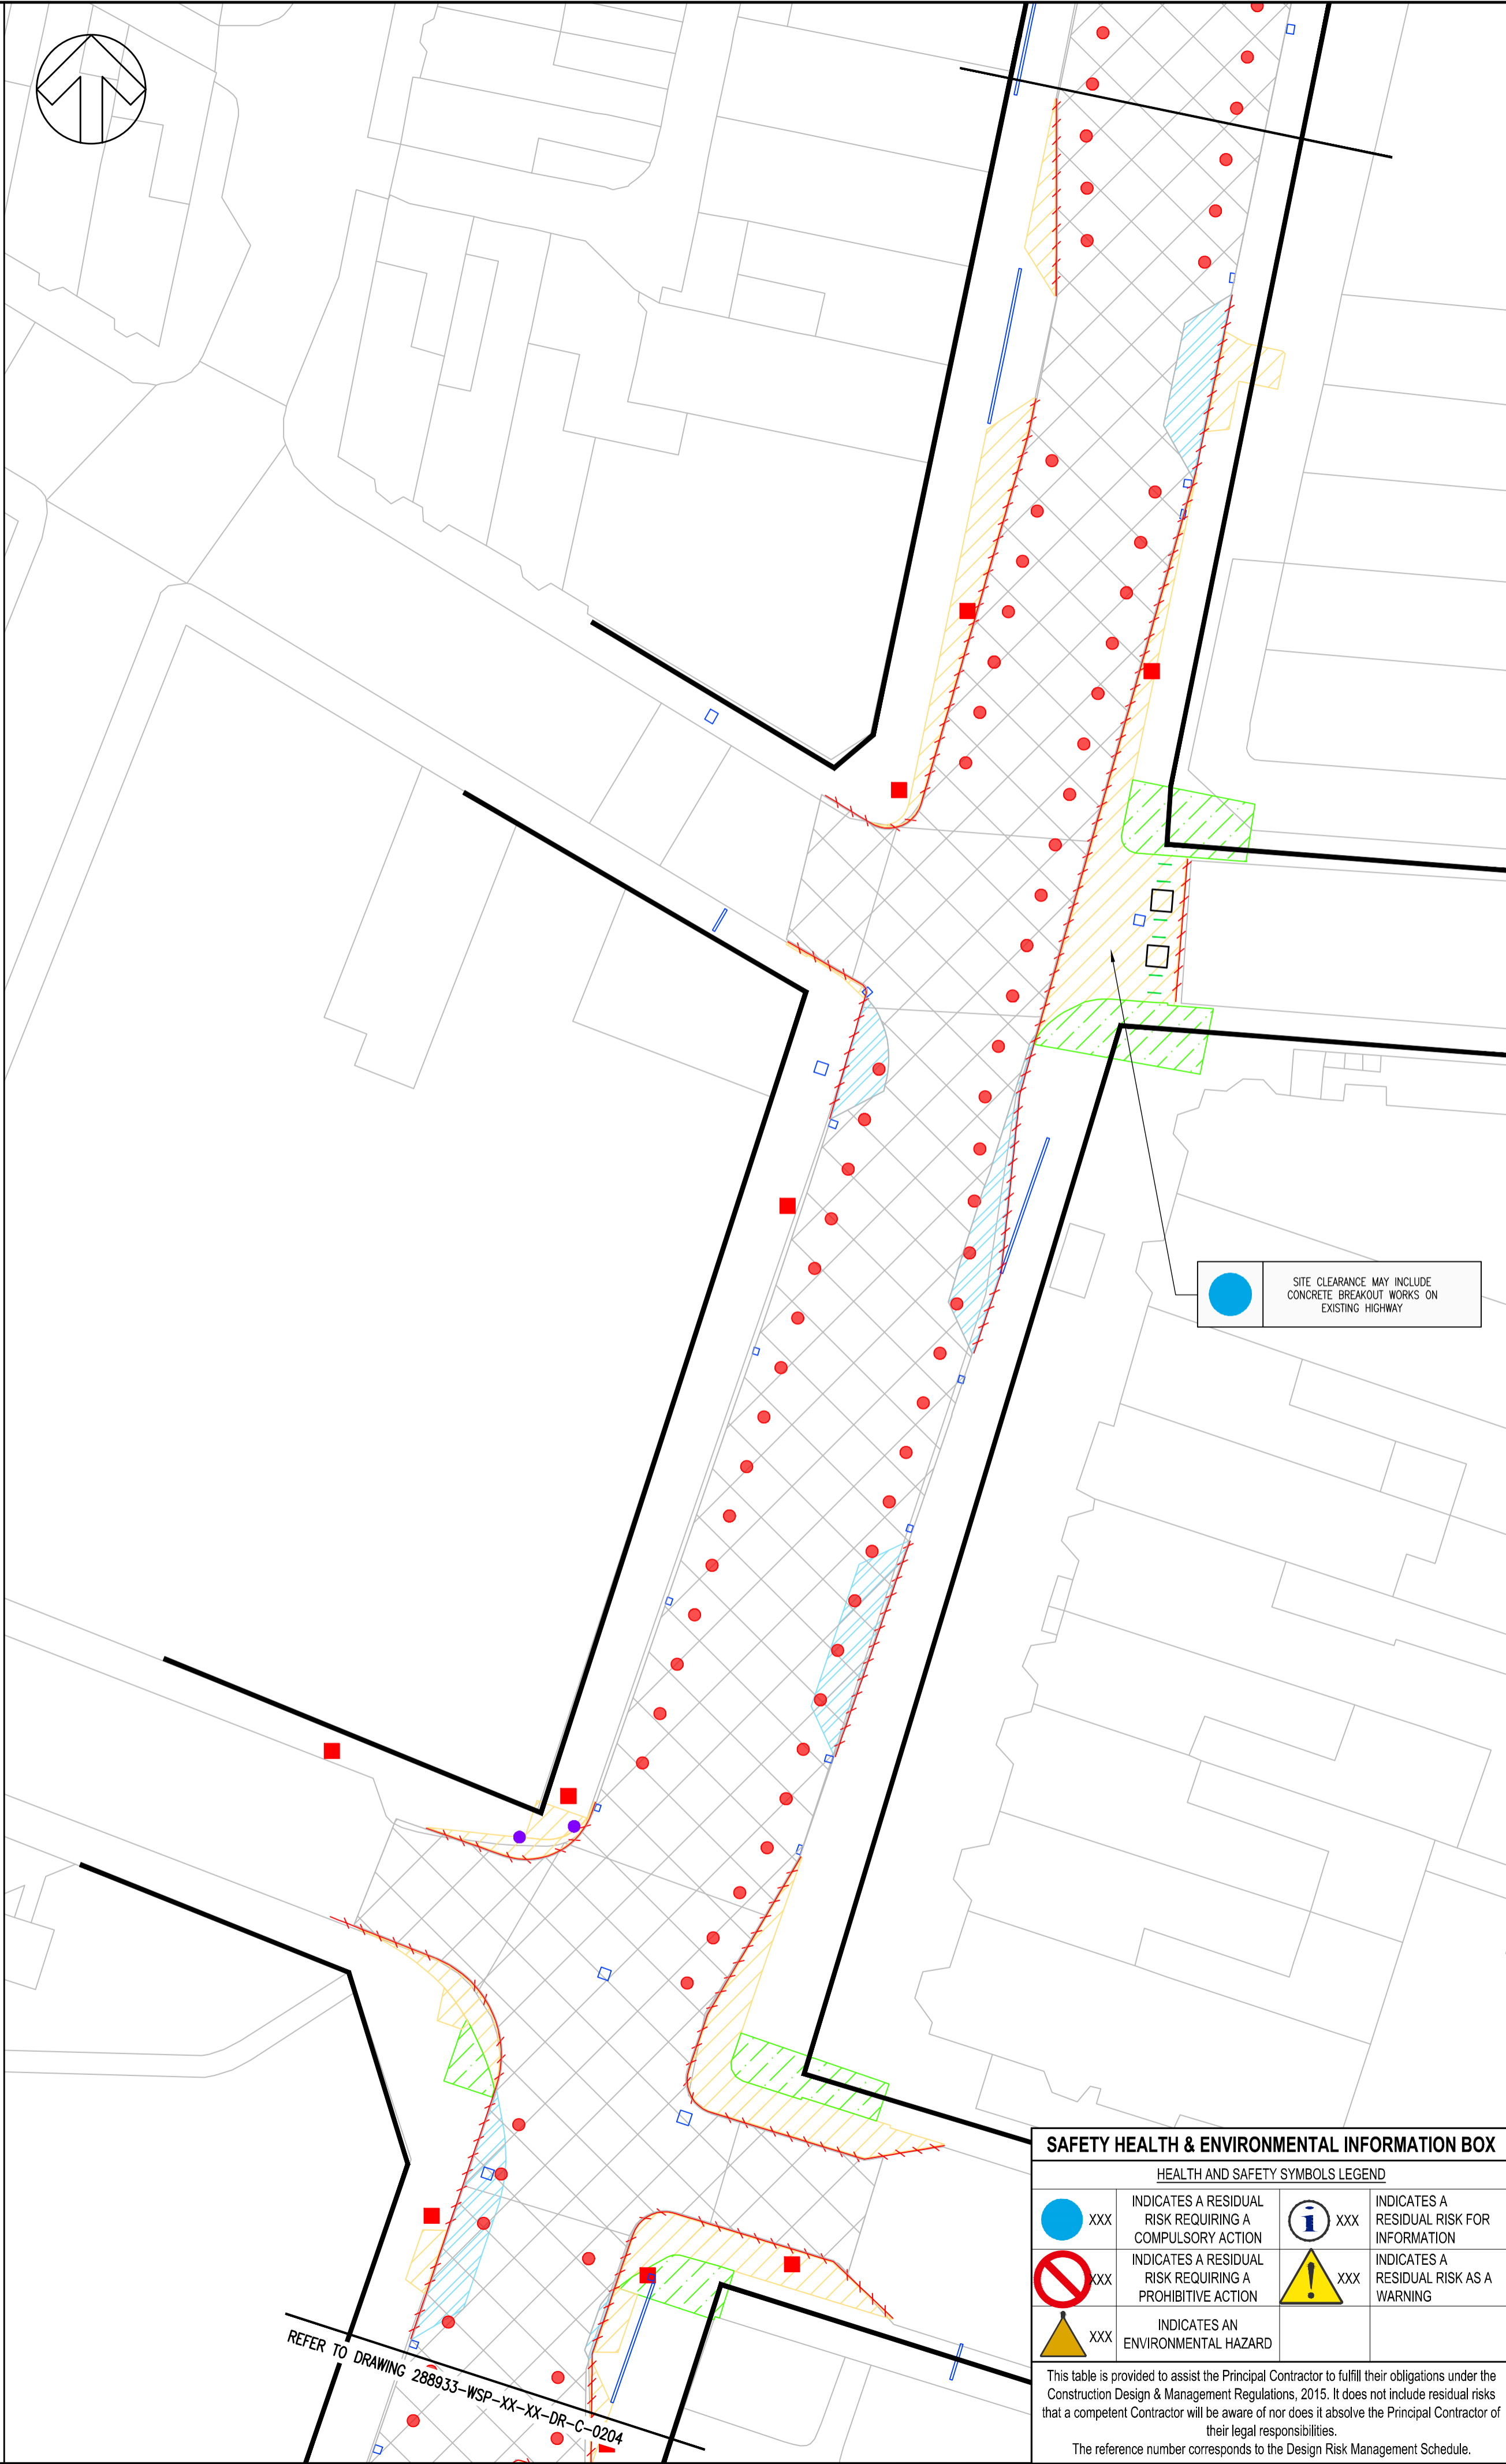 SITE CLEARANCE MAY INCLUDE
CONCRETE BREAKOUT WORKS ON
EXISTING HIGHWAY
REFER TO DRAWING 288933-WSP-XX-XX-DR-C-0204
SAFETY HEALTH & ENVIRONMENTAL INFORMATION BOX
HEALTH AND SAFETY SYMBOLS LEGEND
XXX
INDICATES A RESIDUAL
RISK REQUIRING A
COMPULSORY ACTION
i
XXX
INDICATES A
RESIDUAL RISK FOR
INFORMATION
XXX
INDICATES A RESIDUAL
RISK REQUIRING A
PROHIBITIVE ACTION
!
XXX
INDICATES A
RESIDUAL RISK AS A
WARNING
XXX
INDICATES AN
ENVIRONMENTAL HAZARD
This table is provided to assist the Principal Contractor to fulfill their obligations under the
Construction Design & Management Regulations, 2015. It does not include residual risks
that a competent Contractor will be aware of nor does it absolve the Principal Contractor of
their legal responsibilities.
The reference number corresponds to the Design Risk Management Schedule.